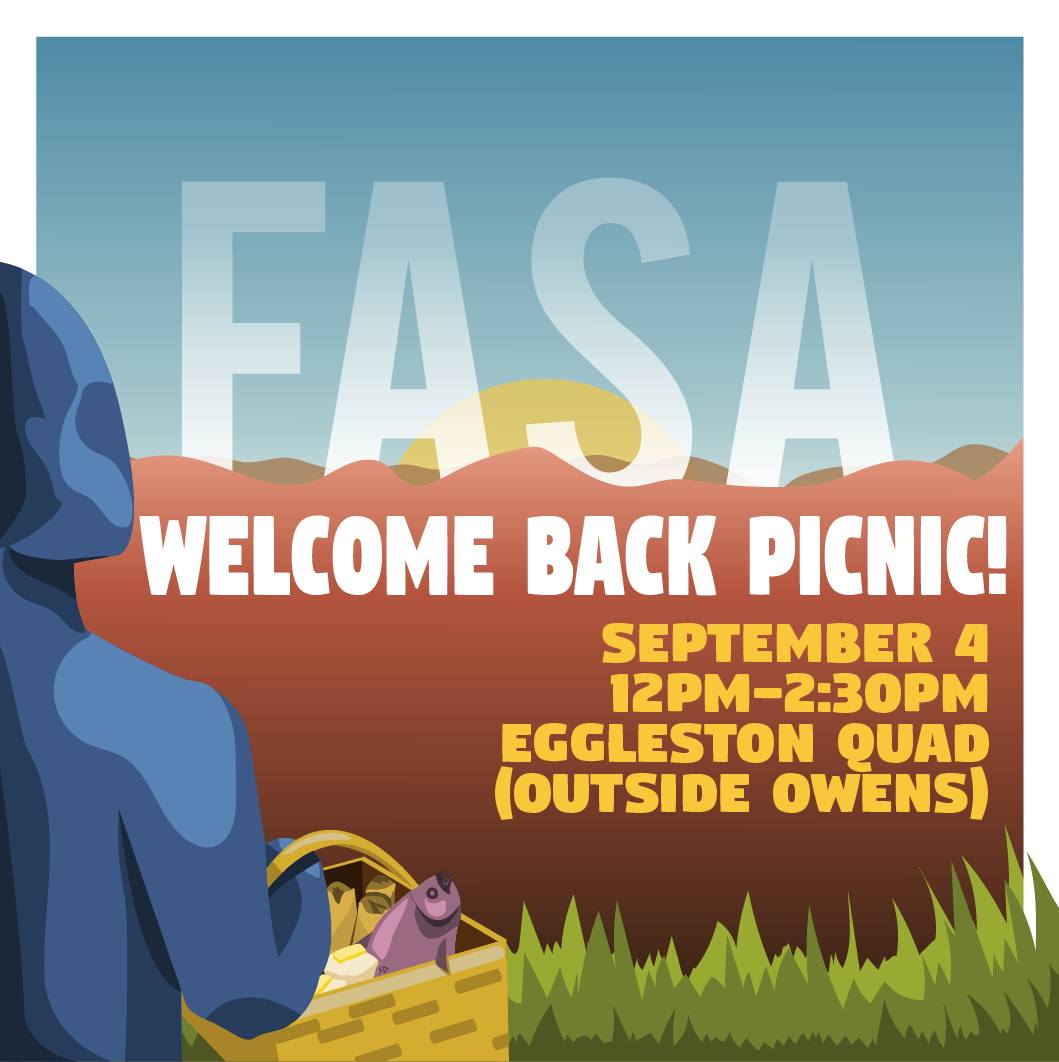 FASA
WELCOME BACK PICNIC!
SEPTEMBER 4
12PM–2:30PM
EGGLESTON QUAD
(OUTSIDE OWENS)